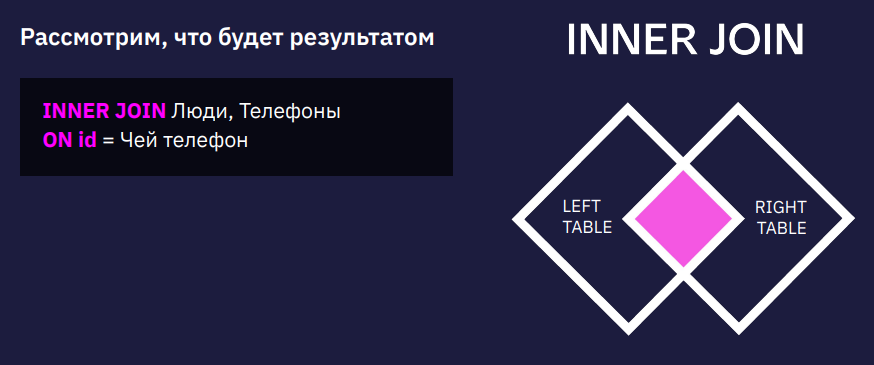 Рассмотрим, что будет результатом
INNER JOIN Люди, Телефоны
ON id = Чей телефон
INNER JOIN
LEFT
TABLE
RIGHT
TABLE